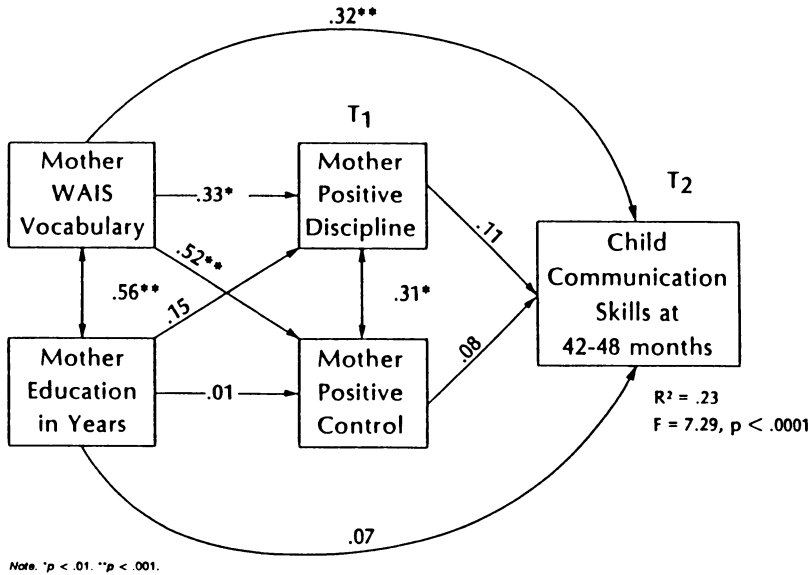 .32**
T1
T2
Mother
WAIS
Vocabulary
.33*
Mother
Positive
Discipline
.52**
.11
.56**
.15
.31*
Child
Communication
Skills at
42-48 months
Mother
Education
in Years
.01
Mother
Positive
Control
.08
R² = .23
F = 7.29, p < .0001
.07
Note. *p < .01. **p < .001.